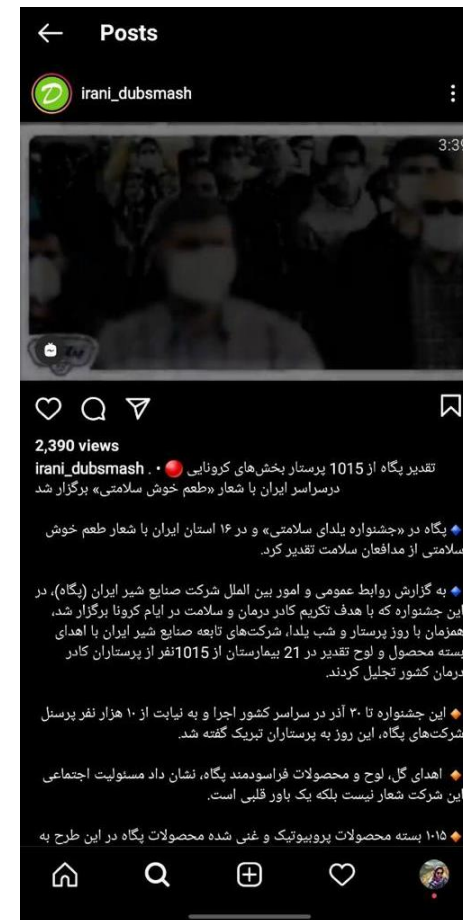 Posts
irani_dubsmash
3:39
2,390 views
irani_dubsmash . • 🔴 تقدیر پگاه از 1015 پرستار بخش‌های کرونایی
درسراسر ایران با شعار «طعم خوش سلامتی» برگزار شد
🔹 پگاه در «جشنواره یلدای سلامتی» و در ۱۶ استان ایران با شعار طعم خوش
سلامتی از مدافعان سلامت تقدیر کرد.
🔹 به گزارش روابط عمومی و امور بین الملل شرکت صنایع شیر ایران (پگاه)، در
این جشنواره که با هدف تکریم کادر درمان و سلامت در ایام کرونا برگزار شد،
همزمان با روز پرستار و شب یلدا، شرکت‌های تابعه صنایع شیر ایران با اهدای
بسته محصول و لوح تقدیر در 21 بیمارستان از 1015نفر از پرستاران کادر
درمان کشور تجلیل کردند.
🔸 این جشنواره تا ۳۰ آذر در سراسر کشور اجرا و به نیابت از ۱۰ هزار نفر پرسنل
شرکت‌های پگاه، این روز به پرستاران تبریک گفته شد.
🔸 اهدای گل، لوح و محصولات فراسودمند پگاه، نشان داد مسئولیت اجتماعی
این شرکت شعار نیست بلکه یک باور قلبی است.
🔸 ۱۰۱۵ بسته محصولات پروبیوتیک و غنی شده محصولات پگاه در این طرح به